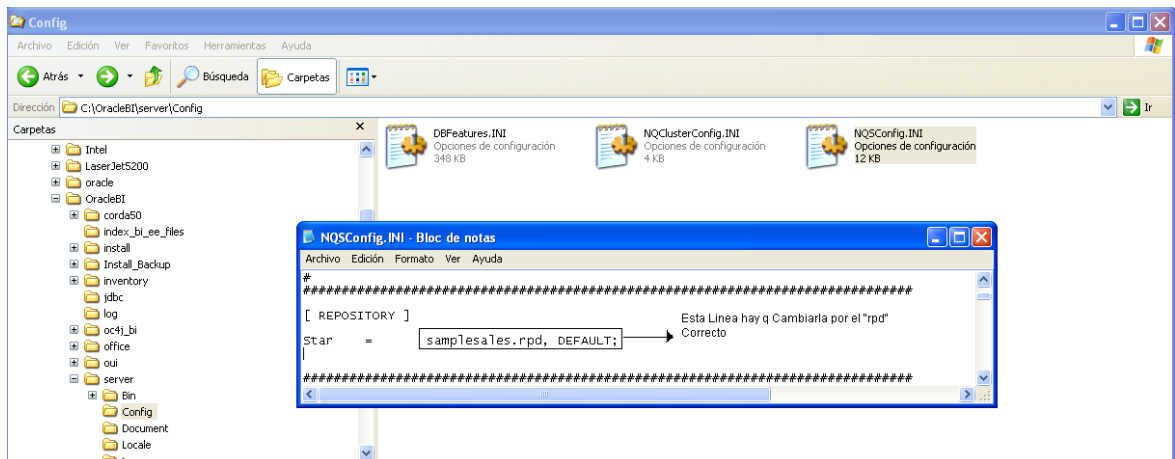 Config
Archivo Edición Ver Favoritos Herramientas Ayuda
Atrás Búsqueda Carpetas
Dirección C:\OracleBI\server\Config Ir
Carpetas x
Intel
LaserJet5200
oracle
OracleBI
corda50
index_bi_ee_files
install
Install_Backup
inventory
jdbc
log
oc4j_bi
office
oui
server
Bin
Config
Document
Locale
DBFeatures.INI
Opciones de configuración
348 KB
NQClusterConfig.INI
Opciones de configuración
4 KB
NQSConfig.INI
Opciones de configuración
12 KB
NQSConfig.INI - Bloc de notas
Archivo Edición Formato Ver Ayuda
#
###############################################################################
[ REPOSITORY ]
Star = samplesales.rpd, DEFAULT;
###############################################################################
Esta Linea hay q Cambiarla por el "rpd"
Correcto